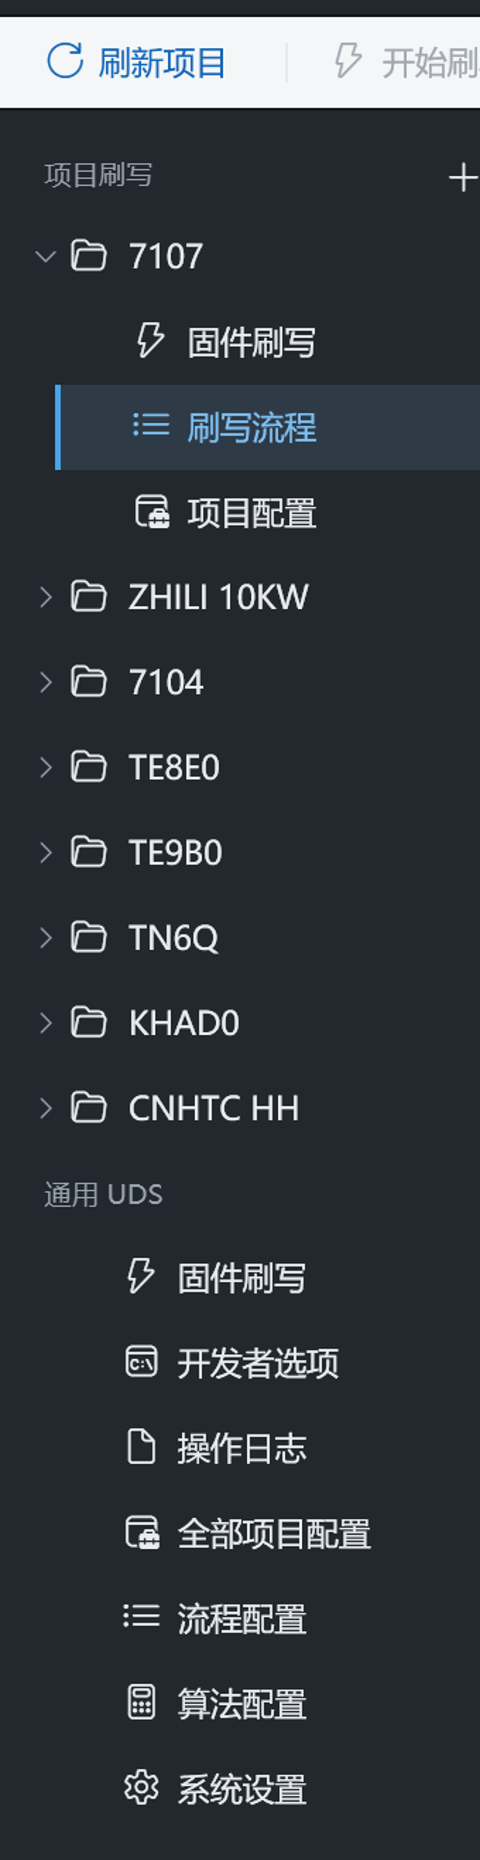 刷新项目 开始刷
项目刷写
7107
固件刷写
刷写流程
项目配置
ZHILI 10KW
7104
TE8E0
TE9B0
TN6Q
KHAD0
CNHTC HH
通用 UDS
固件刷写
开发者选项
操作日志
全部项目配置
流程配置
算法配置
系统设置